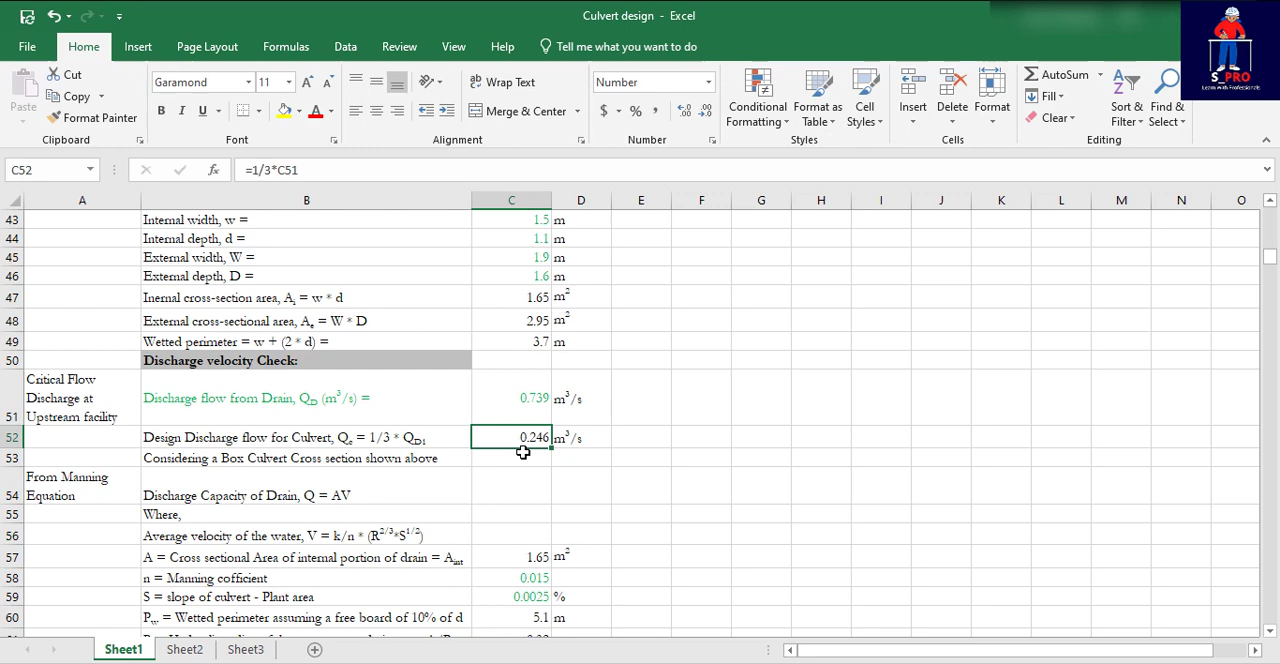 Culvert design - Excel
S_PRO
Learn With Professionals
File Home Insert Page Layout Formulas Data Review View Help Tell me what you want to do
Cut
Copy
Format Painter
Paste
Clipboard
Garamond 11
B I U
Font
Wrap Text
Merge & Center
Alignment
Number
$ % ,
Number
Conditional Formatting
Format as Table
Cell Styles
Styles
Insert Delete Format
Cells
AutoSum
Fill
Clear
Sort & Filter
Find & Select
Editing
C52 fx =1/3*C51
A B C D E F G H I J K L M N O
43 Internal width, w = 1.5 m
44 Internal depth, d = 1.1 m
45 External width, W = 1.9 m
46 External depth, D = 1.6 m
47 Inernal cross-section area, Ai = w * d 1.65 m2
48 External cross-sectional area, Ae = W * D 2.95 m2
49 Wetted perimeter = w + (2 * d) = 3.7 m
50 Discharge velocity Check:
51 Critical Flow Discharge at Upstream facility Discharge flow from Drain, QD (m3/s) = 0.739 m3/s
52 Design Discharge flow for Culvert, Qc = 1/3 * QD1 0.246 m3/s
53 Considering a Box Culvert Cross section shown above
54 From Manning Equation Discharge Capacity of Drain, Q = AV
55 Where,
56 Average velocity of the water, V = k/n * (R2/3*S1/2)
57 A = Cross sectional Area of internal portion of drain = Aint 1.65 m2
58 n = Manning cofficient 0.015
59 S = slope of culvert - Plant area 0.0025 %
60 Pw = Wetted perimeter assuming a free board of 10% of d 5.1 m
Sheet1 Sheet2 Sheet3